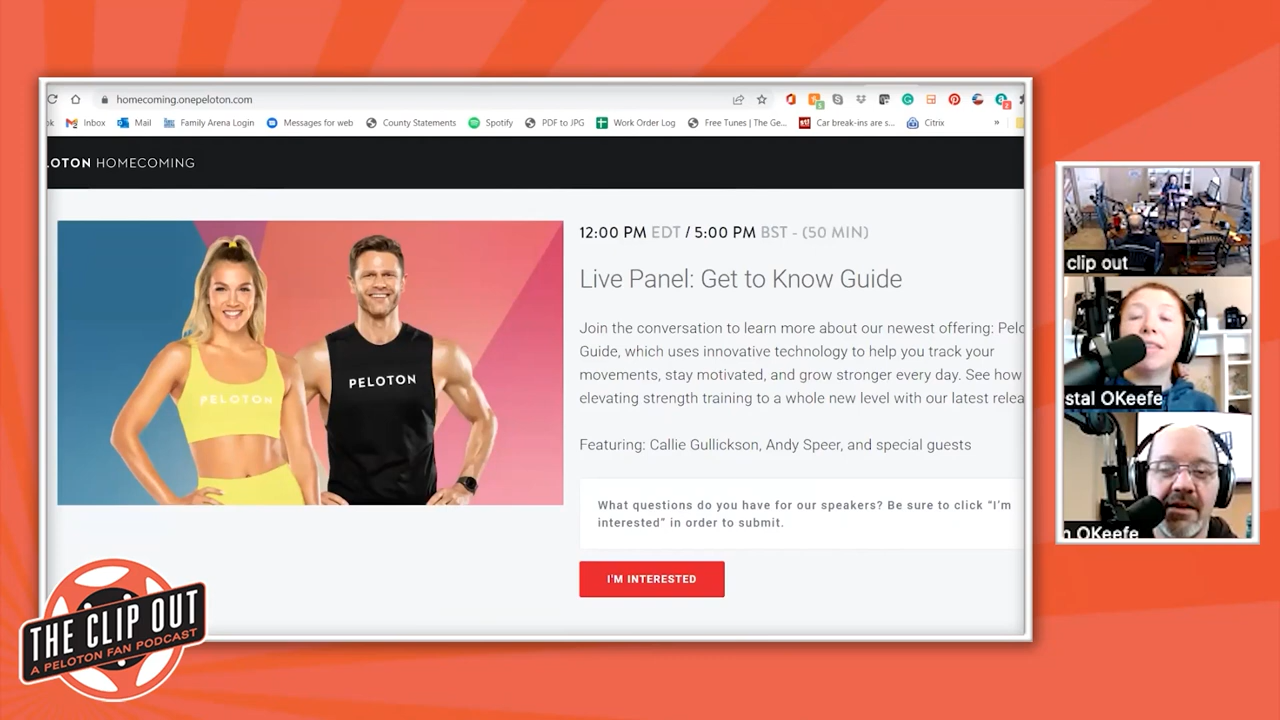 homecoming.onepeloton.com
Inbox
Mail
Family Arena Login
Messages for web
County Statements
Spotify
PDF to JPG
Work Order Log
Free Tunes | The Ge...
Car break-ins are s...
Citrix
»
LOTON HOMECOMING
PELOTON
PELOTON
12:00 PM EDT / 5:00 PM BST - (50 MIN)
Live Panel: Get to Know Guide
Join the conversation to learn more about our newest offering: Pelo
Guide, which uses innovative technology to help you track your
movements, stay motivated, and grow stronger every day. See how
elevating strength training to a whole new level with our latest relea
Featuring: Callie Gullickson, Andy Speer, and special guests
What questions do you have for our speakers? Be sure to click “I'm
interested” in order to submit.
I'M INTERESTED
clip out
stal OKeefe
OKeefe
THE CLIP OUT
A PELOTON FAN PODCAST